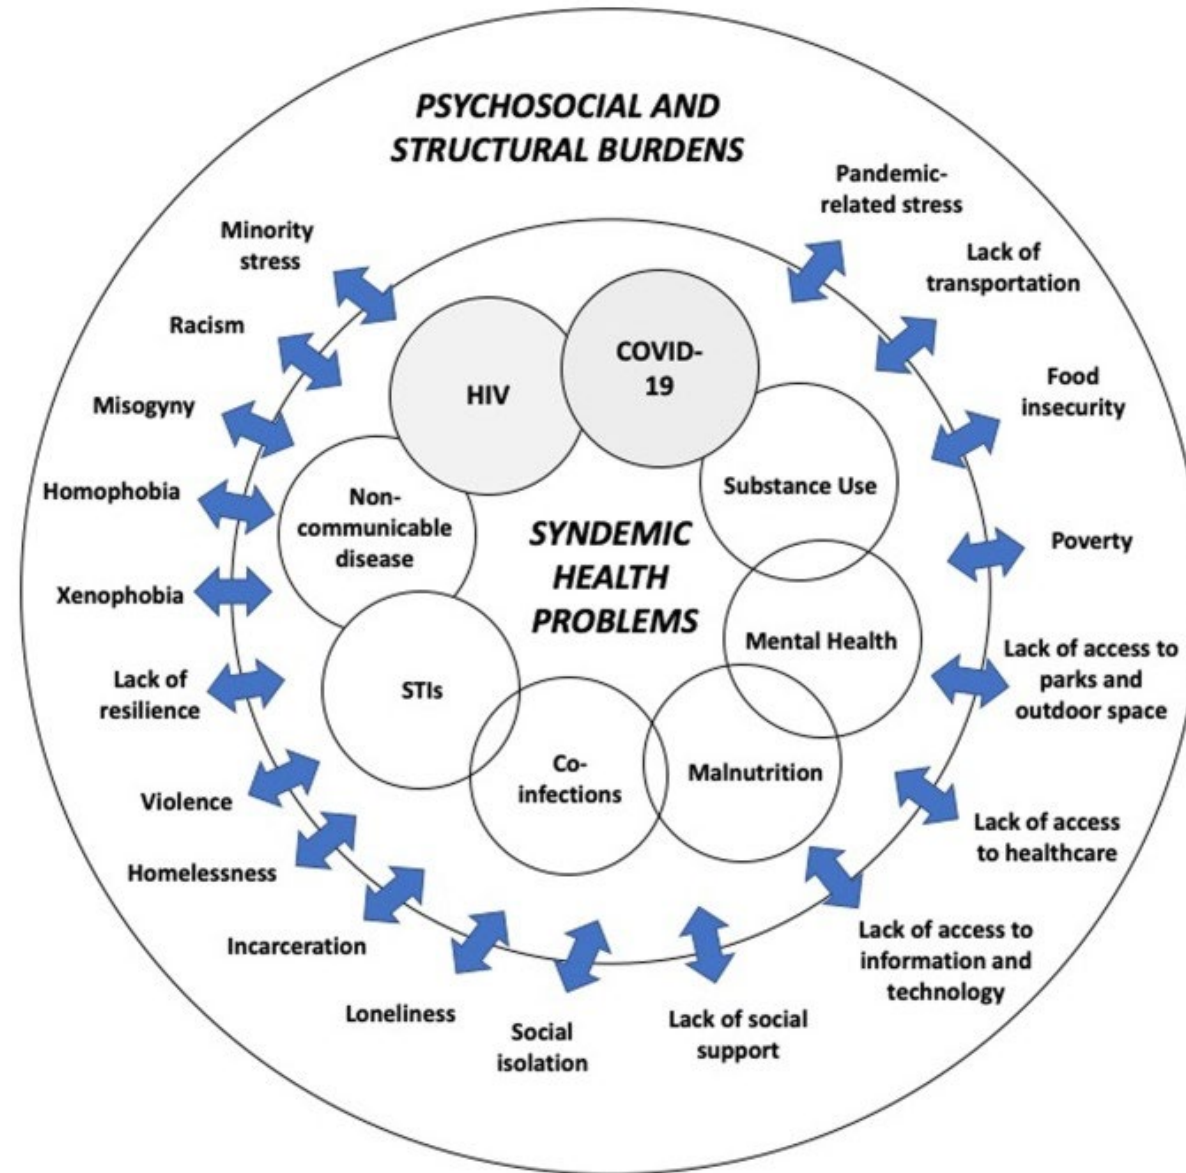 PSYCHOSOCIAL AND
STRUCTURAL BURDENS
Pandemic-
related stress
Lack of
transportation
Food
insecurity
Poverty
Lack of access to
parks and
outdoor space
Lack of access
to healthcare
Lack of access to
information and
technology
Lack of social
support
Social
isolation
Loneliness
Incarceration
Homelessness
Violence
Lack of
resilience
Xenophobia
Homophobia
Misogyny
Racism
Minority
stress
SYNDEMIC
HEALTH
PROBLEMS
HIV
COVID-
19
Substance Use
Mental Health
Malnutrition
Co-
infections
STIs
Non-
communicable
disease